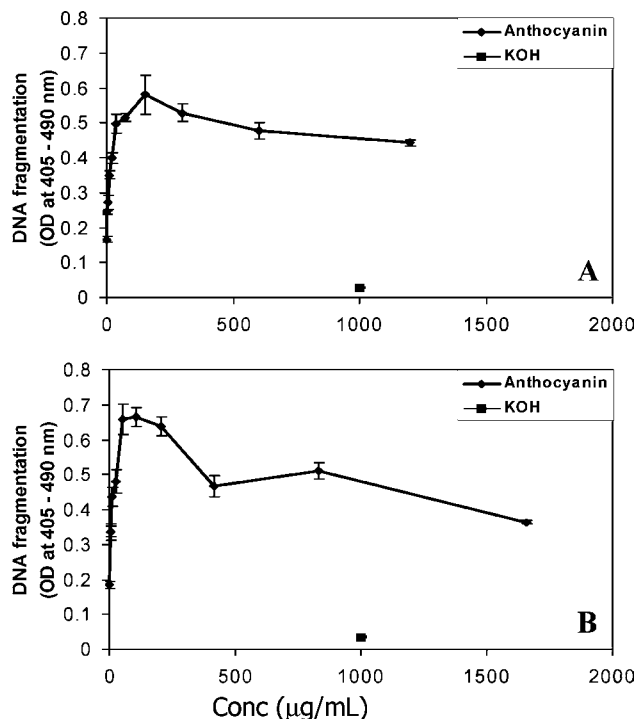 0.8
0.7
0.6
0.5
0.4
0.3
0.2
0.1
0
DNA fragmentation
(OD at 405 - 490 nm)
Anthocyanin
KOH
A
0
500
1000
1500
2000
0.8
0.7
0.6
0.5
0.4
0.3
0.2
0.1
0
DNA fragmentation
(OD at 405 - 490 nm)
Anthocyanin
KOH
B
0
500
1000
1500
2000
Conc (μg/mL)